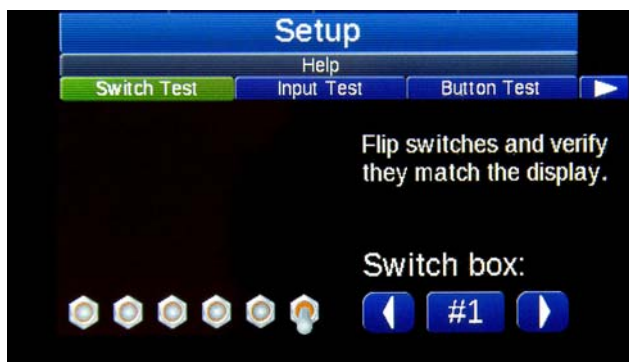 Setup
Help
Switch Test
Input Test
Button Test
Flip switches and verify
they match the display.
Switch box:
#1